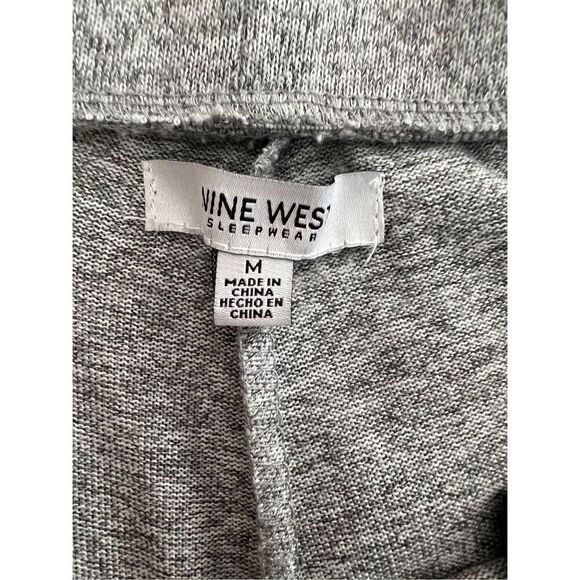 NINE WEST
SLEEPWEAR
M
MADE IN
CHINA
HECHO EN
CHINA